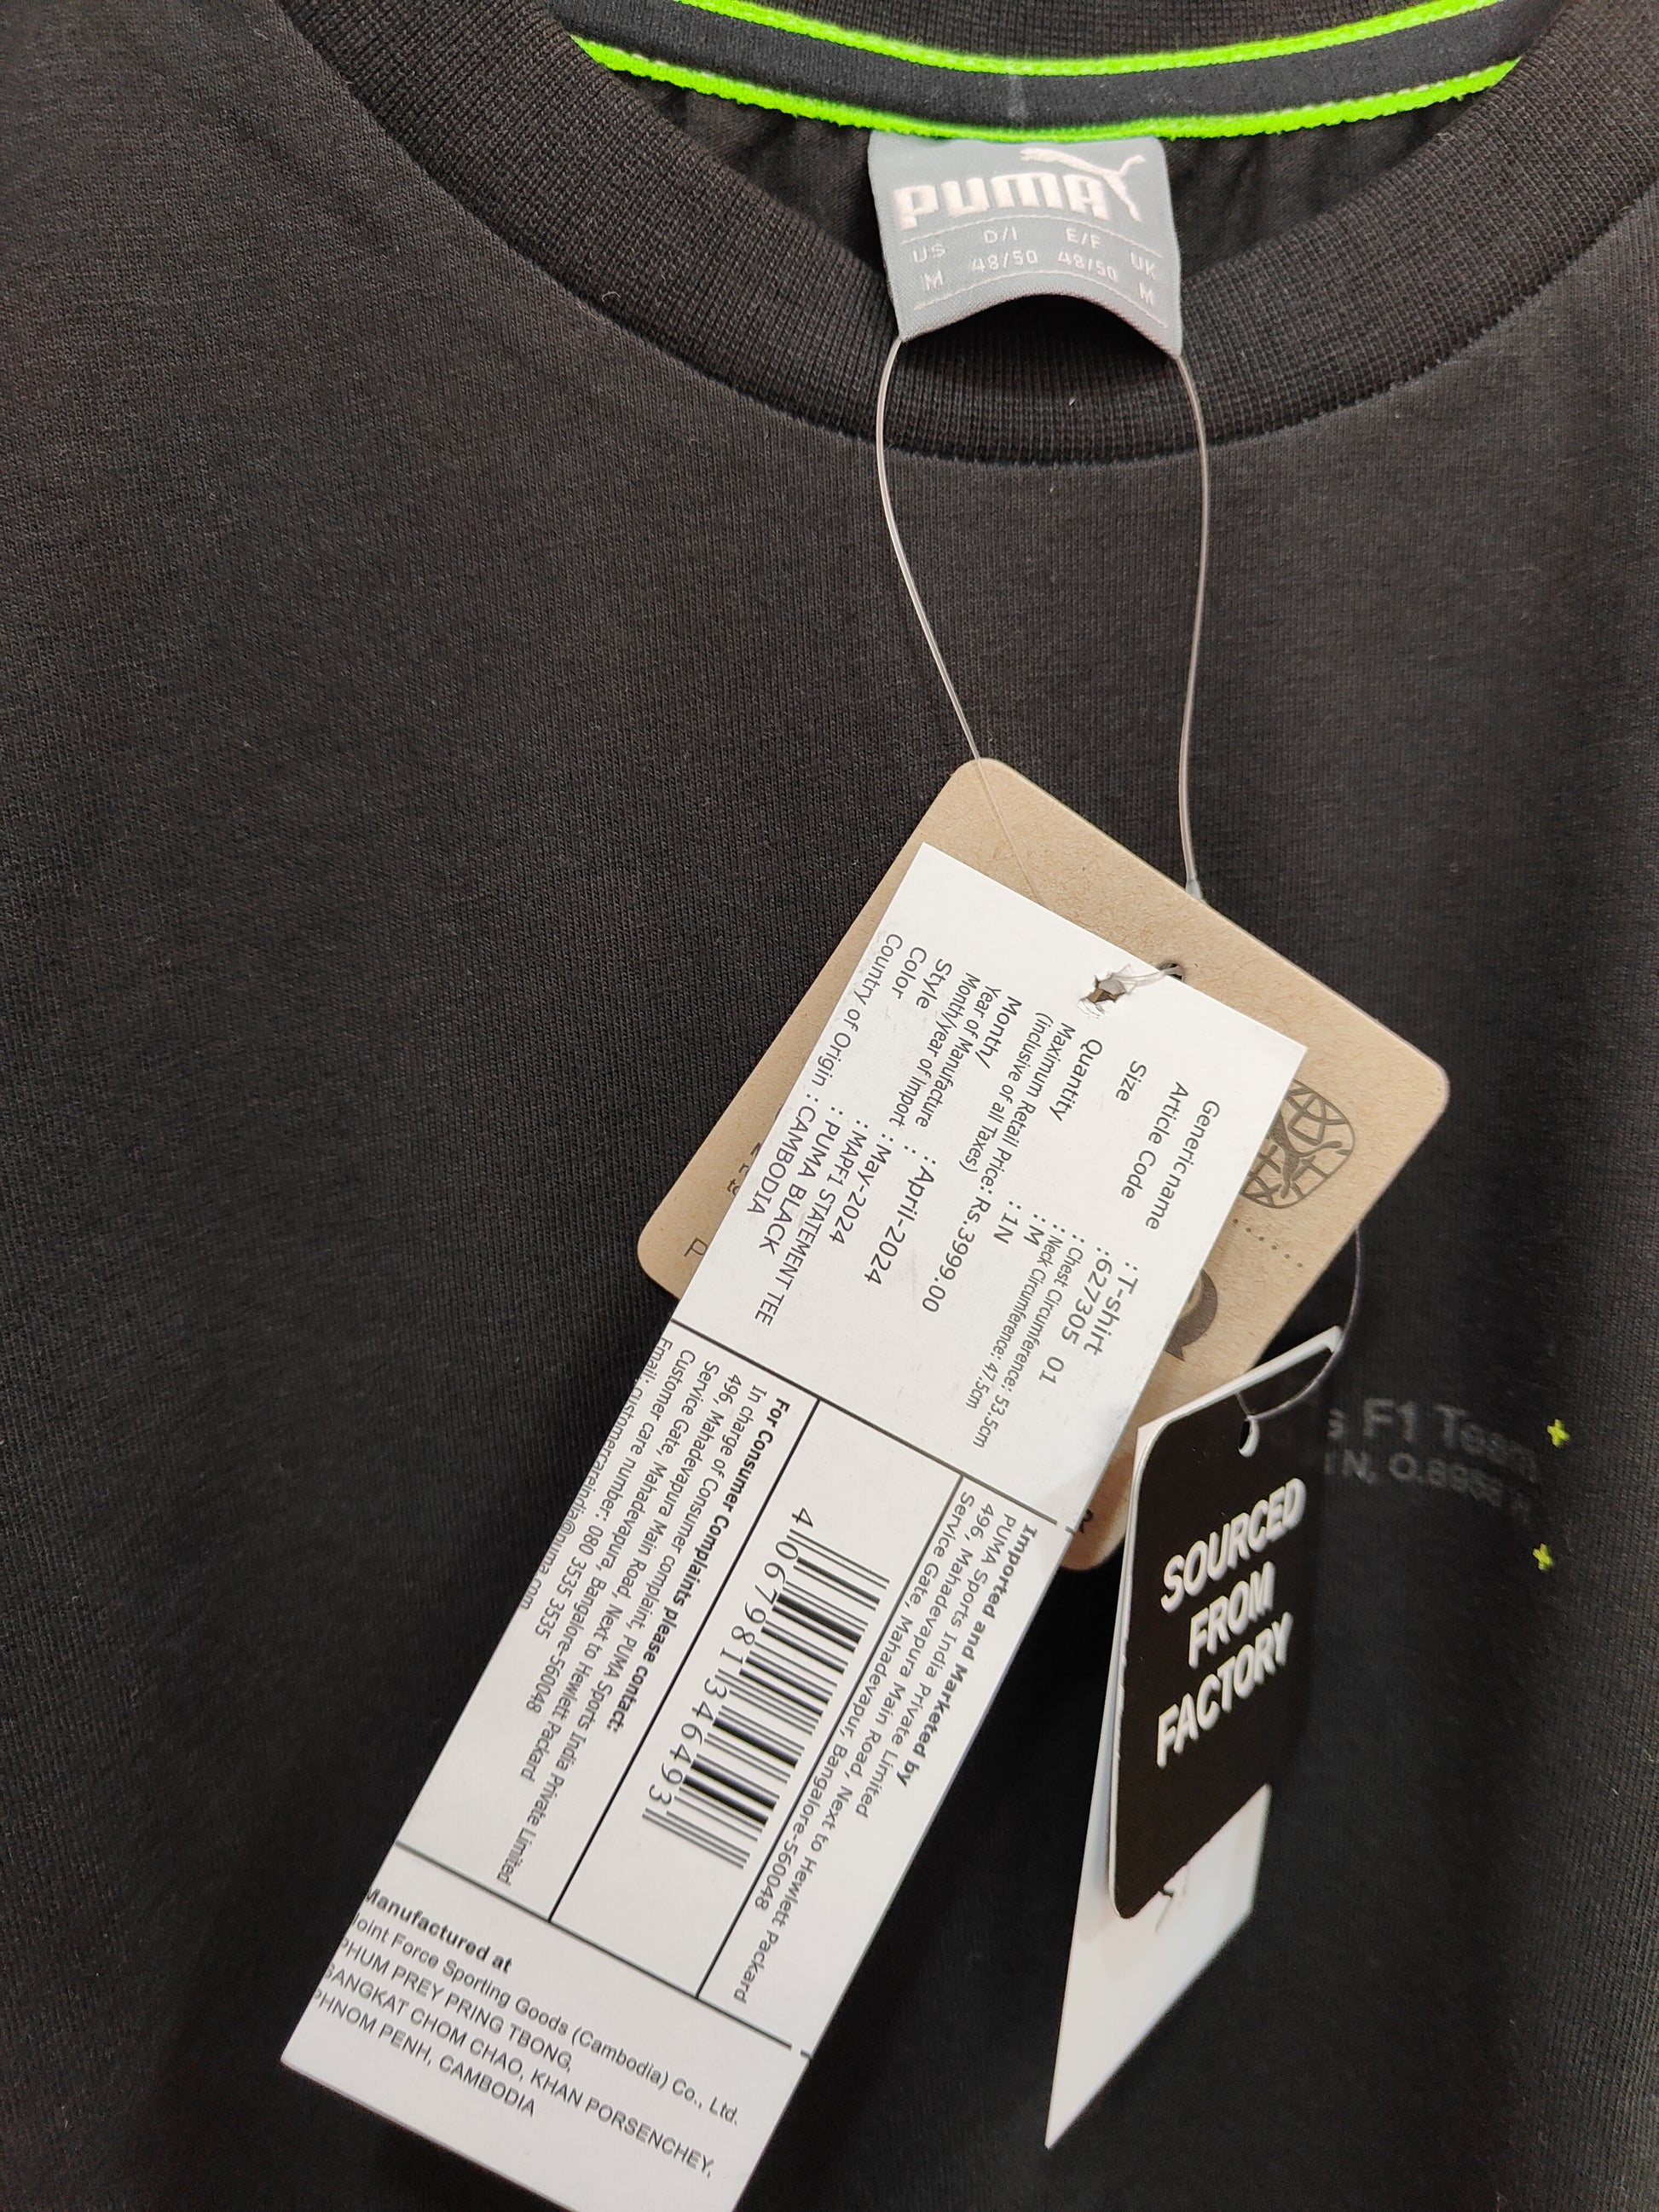 PUMA
US D/I E/F UK
M 48/50 48/50 M
Generic name : T-shirt
Article Code : 627305 01
Size : Chest Circumference: 53.5cm
: Neck Circumference: 47.5cm
: M
Quantity : 1N
Maximum Retail Price: Rs.3999.00
(Inclusive of all Taxes)
Month/
Year of Manufacture : April-2024
Month/year of Import : May-2024
Style : MAPF1 STATEMENT TEE
Color : PUMA BLACK
Country of Origin : CAMBODIA
Imported and Marketed by
PUMA Sports India Private Limited
496, Mahadevapura Main Road, Next to Hewlett Packard
Service Gate, Mahadevapur, Bangalore-560048
4067981346493
For Consumer Complaints please contact:
In charge of Consumer complaint, PUMA Sports India Private Limited
496, Mahadevapura Main Road, Next to Hewlett Packard
Service Gate, Mahadevapura, Bangalore-560048
Customer care number: 080 3535 3535
Email: customercareindia@puma.com
Manufactured at
Joint Force Sporting Goods (Cambodia) Co., Ltd.
PHUM PREY PRING TBONG,
SANGKAT CHOM CHAO, KHAN PORSENCHEY,
PHNOM PENH, CAMBODIA
SOURCED
FROM
FACTORY
s F1 Team
N,